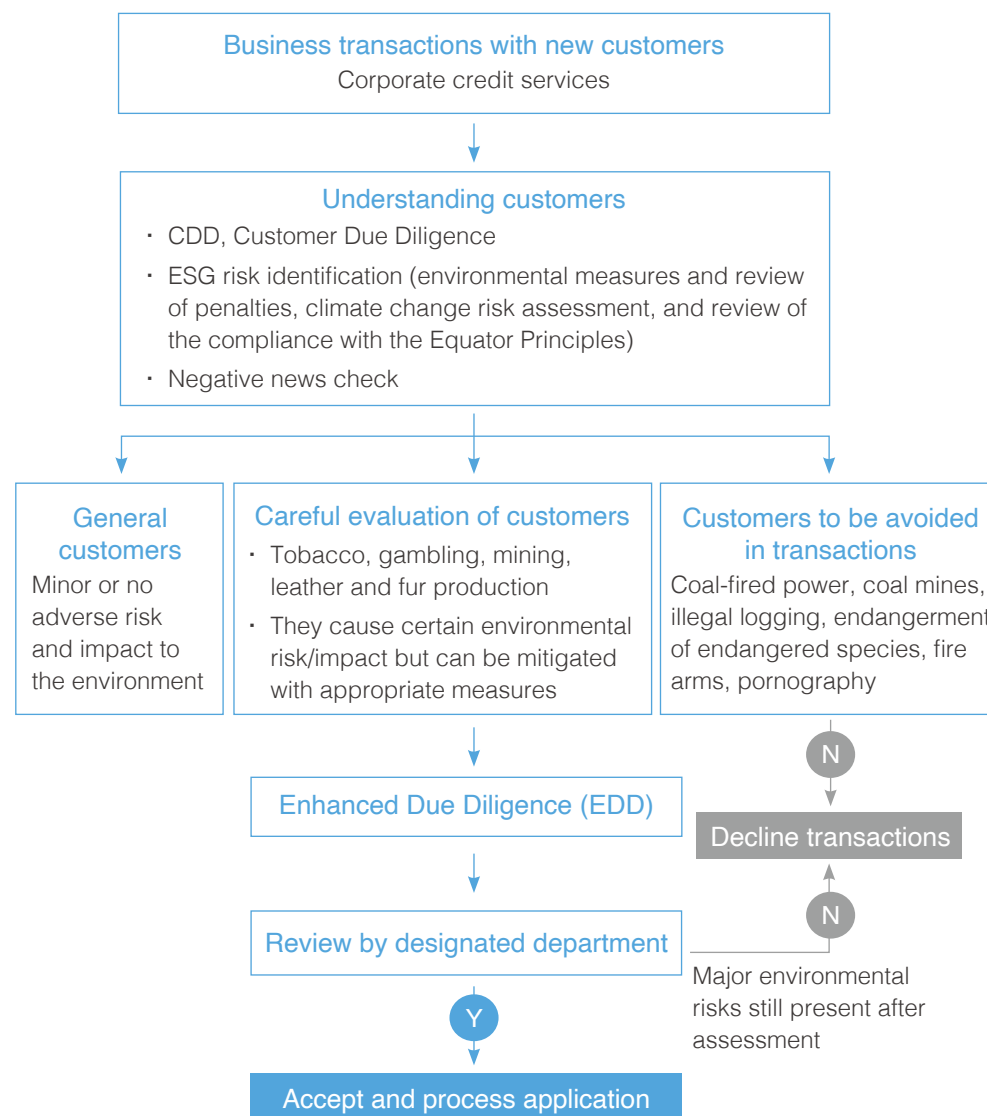 Business transactions with new customers
Corporate credit services
Understanding customers
· CDD, Customer Due Diligence
· ESG risk identification (environmental measures and review
of penalties, climate change risk assessment, and review of
the compliance with the Equator Principles)
· Negative news check
General
customers
Minor or no
adverse risk
and impact to
the environment
Careful evaluation of customers
· Tobacco, gambling, mining,
leather and fur production
· They cause certain environmental
risk/impact but can be mitigated
with appropriate measures
Customers to be avoided
in transactions
Coal-fired power, coal mines,
illegal logging, endangerment
of endangered species, fire
arms, pornography
N
Enhanced Due Diligence (EDD)
Decline transactions
N
Review by designated department
Major environmental
risks still present after
assessment
Y
Accept and process application